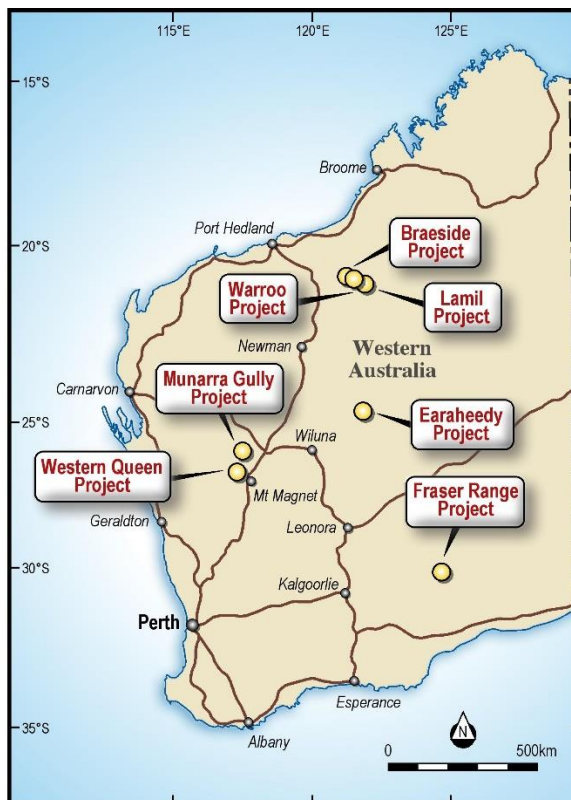 115°E
120°E
125°E
15°S
Broome
Port Hedland
20°S
Braeside
Project
Warroo
Project
Lamil
Project
Newman
Western
Australia
Munarra Gully
Project
Carnarvon
25°S
Earaheedy
Project
Wiluna
Western Queen
Project
Mt Magnet
Fraser Range
Project
Geraldton
Leonora
30°S
Kalgoorlie
Perth
Esperance
35°S
Albany
N
0
500km